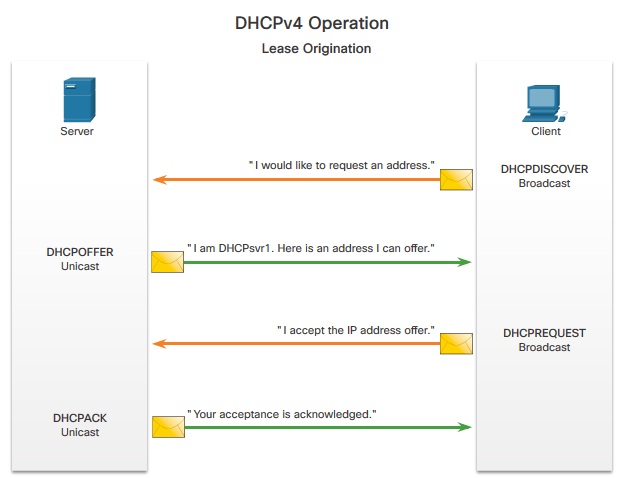 DHCPv4 Operation
Lease Origination
Server
Client
"I would like to request an address."
DHCPDISCOVER
Broadcast
DHCPOFFER
Unicast
"I am DHCPsvr1. Here is an address I can offer."
"I accept the IP address offer."
DHCPREQUEST
Broadcast
DHCPACK
Unicast
"Your acceptance is acknowledged."